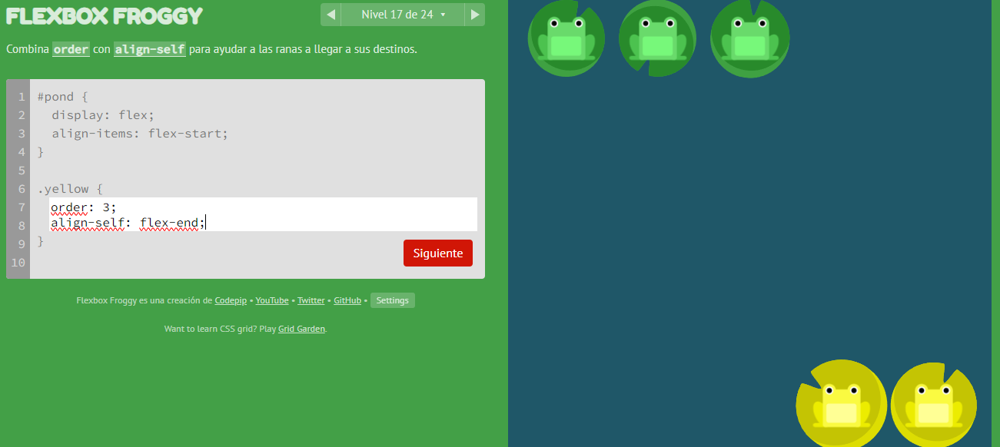 FLEXBOX FROGGY
Nivel 17 de 24
Combina order con align-self para ayudar a las ranas a llegar a sus destinos.
1 #pond {
2 display: flex;
3 align-items: flex-start;
4 }
5
6 .yellow {
7 order: 3;
8 align-self: flex-end;
9 }
10
Siguiente
Flexbox Froggy es una creación de Codepip • YouTube • Twitter • GitHub • Settings
Want to learn CSS grid? Play Grid Garden.